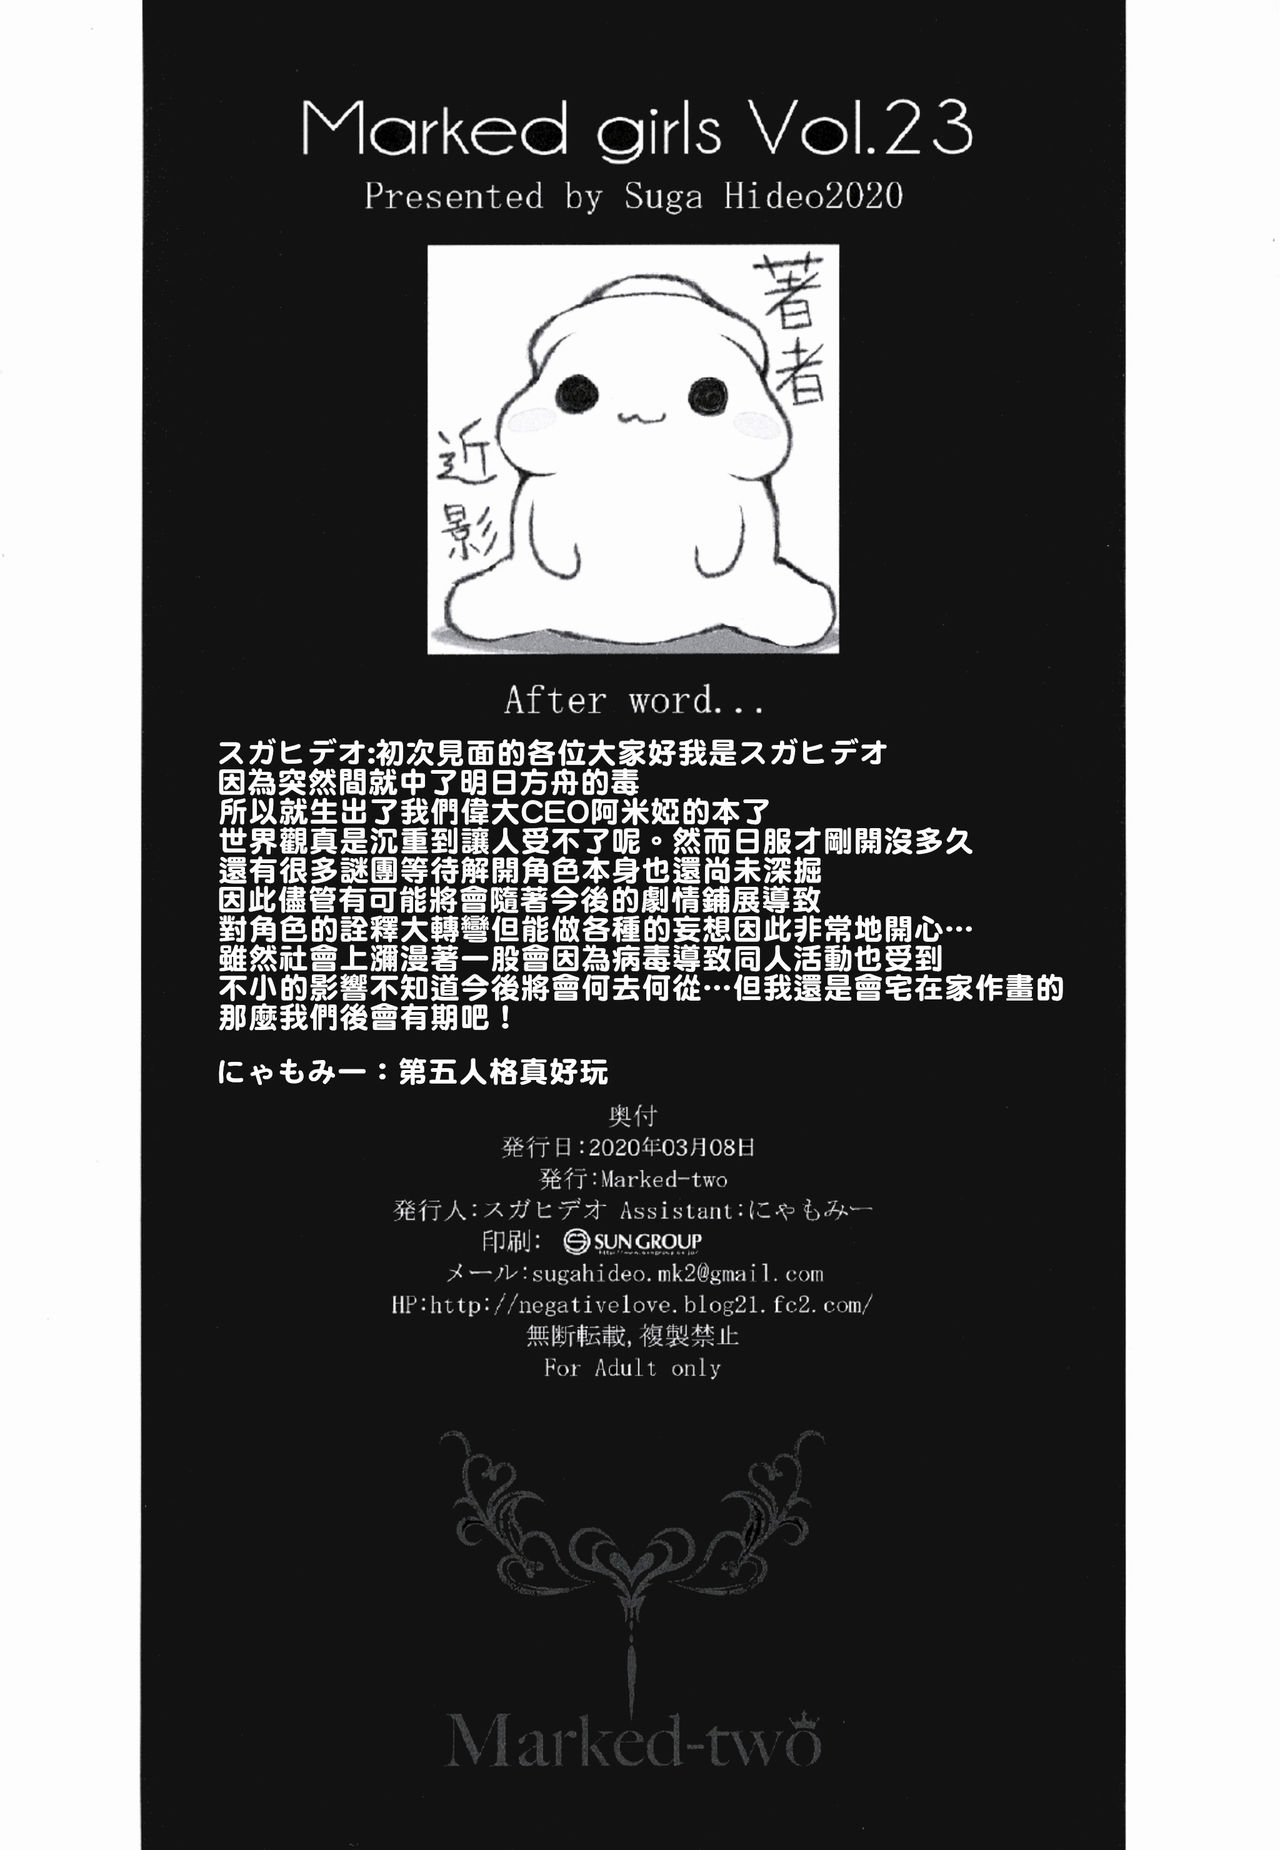 Marked girls Vol.23
Presented by Suga Hideo2020
著者
近影
After word...
スガヒデオ:初次見面的各位大家好我是スガヒデオ
因為突然間就中了明日方舟的毒
所以就生出了我們偉大CEO阿米婭的本了
世界觀真是沉重到讓人受不了呢。然而日服才剛開沒多久
還有很多謎團等待解開角色本身也還尚未深掘
因此儘管有可能將會隨著今後的劇情鋪展導致
對角色的詮釋大轉彎但能做各種的妄想因此非常地開心…
雖然社會上瀰漫著一股會因為病毒導致同人活動也受到
不小的影響不知道今後將會何去何從…但我還是會宅在家作畫的
那麼我們後會有期吧！
にゃもみー：第五人格真好玩
奥付
発行日:2020年03月08日
発行:Marked-two
発行人:スガヒデオ Assistant:にゃもみー
印刷: SUN GROUP
メール:sugahideo.mk2@gmail.com
HP:http://negativelove.blog21.fc2.com/
無断転載,複製禁止
For Adult only
Marked-two